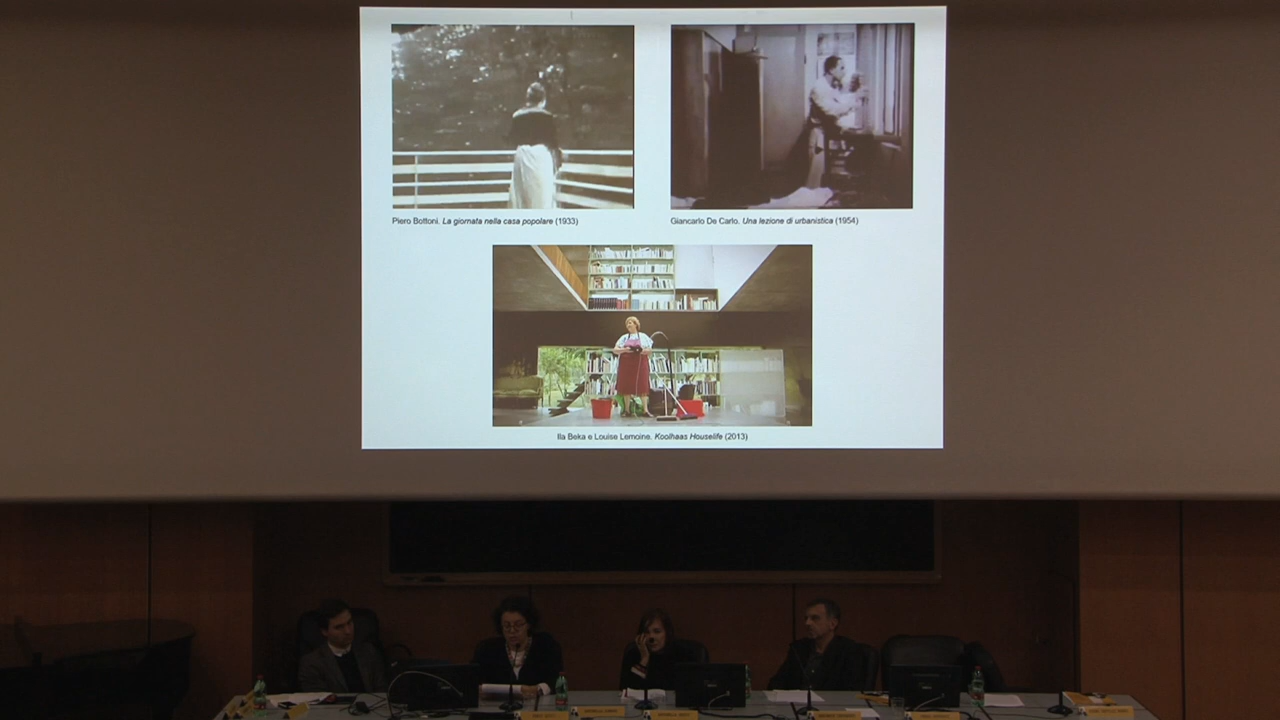 Piero Bottoni. La giornata nella casa popolare (1933)
Giancarlo De Carlo. Una lezione di urbanistica (1954)
Ila Beka e Louise Lemoine. Koolhaas Houselife (2013)